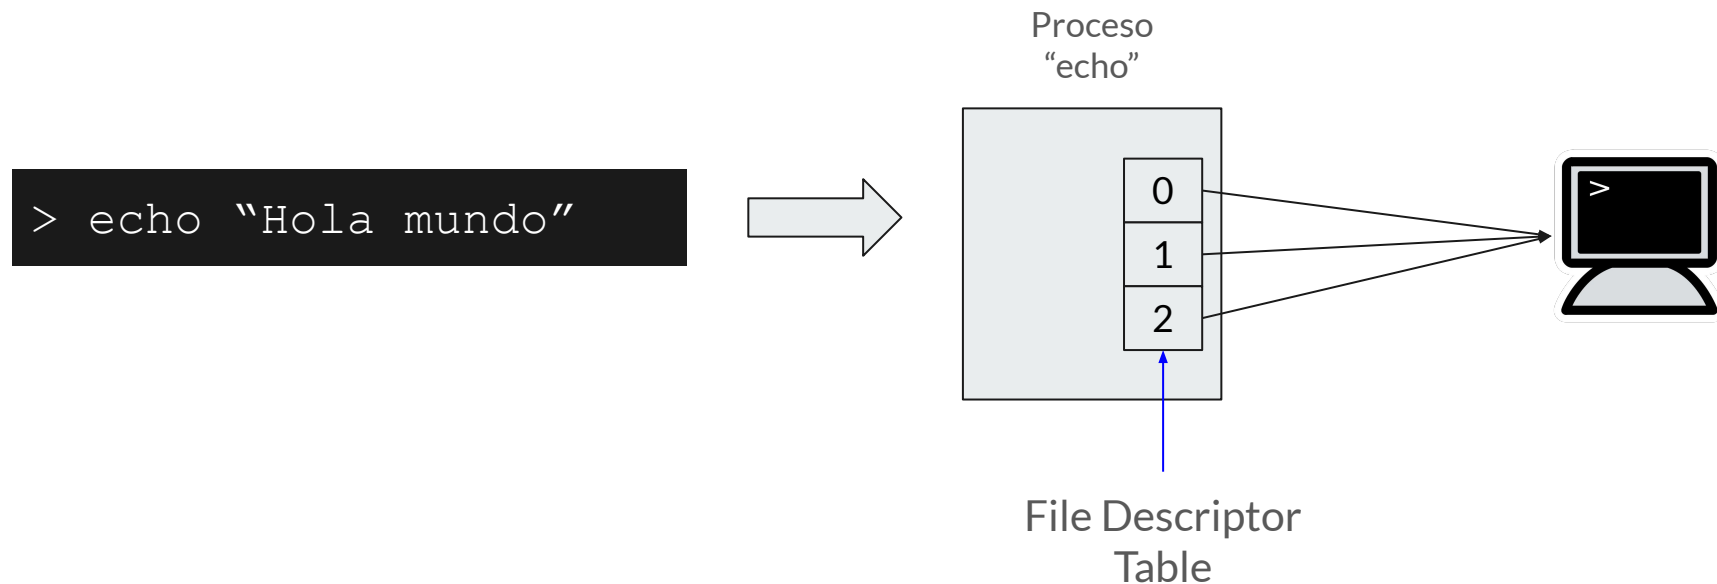 Proceso
“echo”
> echo “Hola mundo”
0
1
2
>
File Descriptor
Table